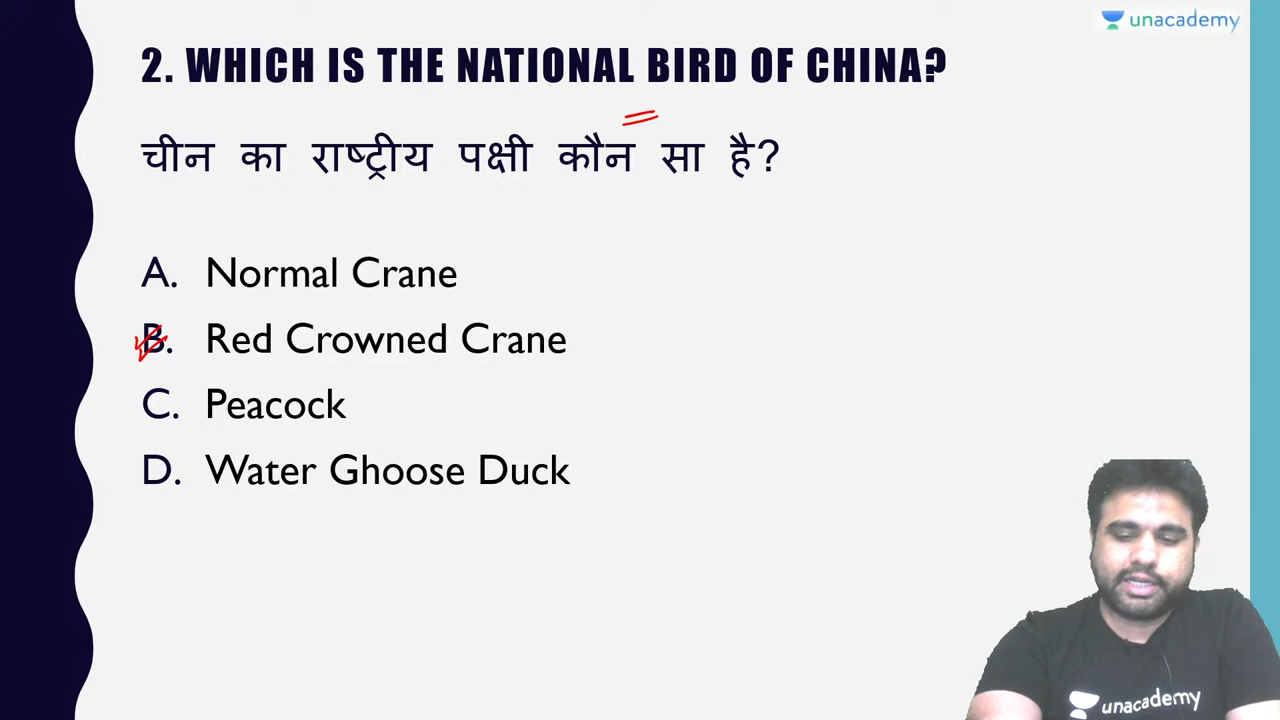 unacademy
2. WHICH IS THE NATIONAL BIRD OF CHINA?
चीन का राष्ट्रीय पक्षी कौन सा है?
A. Normal Crane
B. Red Crowned Crane
C. Peacock
D. Water Ghoose Duck
unacademy